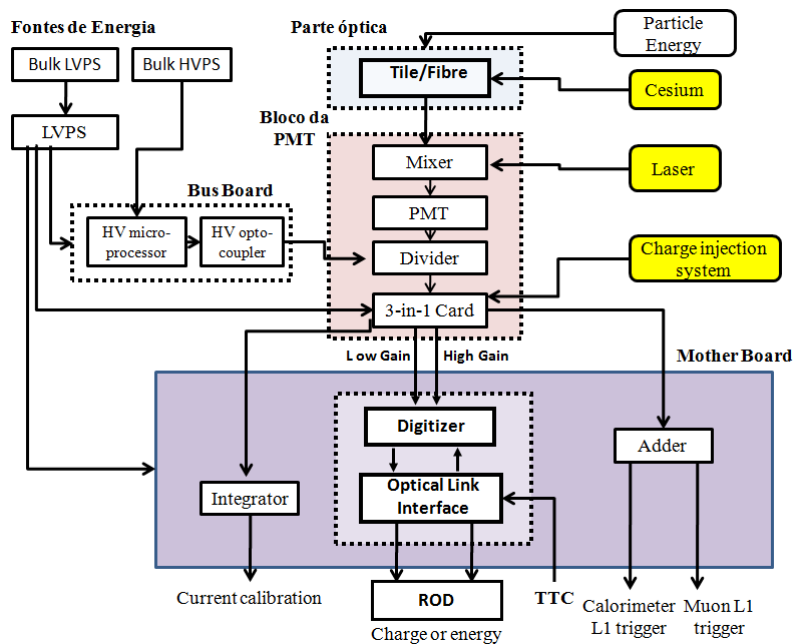 Fontes de Energia
Parte óptica
Particle
Energy
Bulk LVPS
Bulk HVPS
Tile/Fibre
Cesium
LVPS
Bloco da
PMT
Mixer
Laser
Bus Board
PMT
HV micro-
processor
HV opto-
coupler
Divider
Charge injection
system
3-in-1 Card
Low Gain
High Gain
Mother Board
Digitizer
Adder
Integrator
Optical Link
Interface
Current calibration
ROD
TTC
Calorimeter
L1 trigger
Muon L1
trigger
Charge or energy